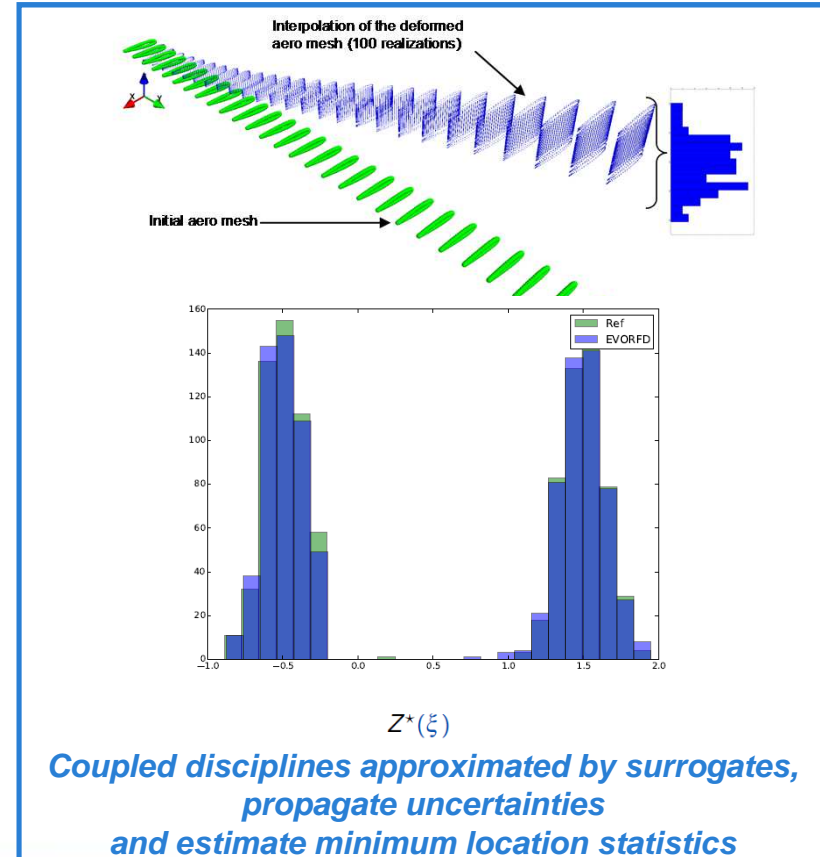 Interpolation of the deformed
aero mesh (100 realizations)
X
Y
Initial aero mesh
160
140
120
100
80
60
40
20
0
Ref
EVORFD
−1.0 −0.5 0.0 0.5 1.0 1.5 2.0
Z⋆(ξ)
Coupled disciplines approximated by surrogates,
propagate uncertainties
and estimate minimum location statistics